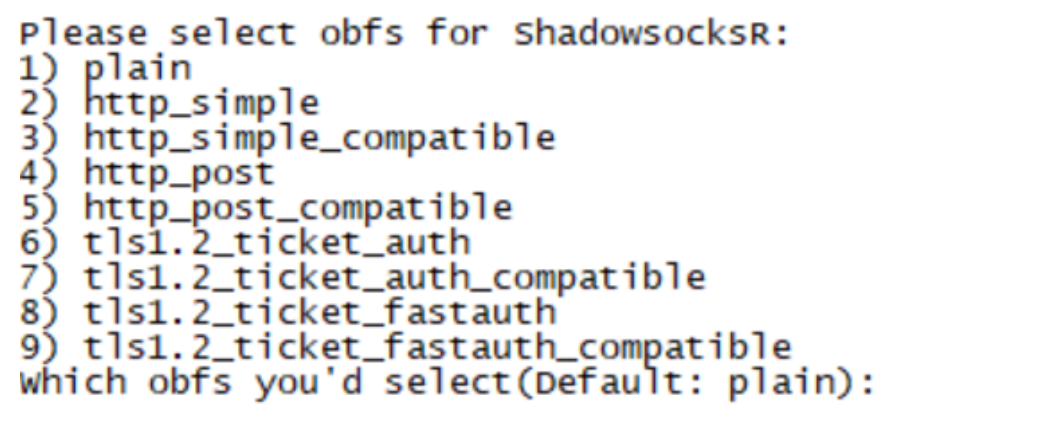 Please select obfs for ShadowsocksR:
1) plain
2) http_simple
3) http_simple_compatible
4) http_post
5) http_post_compatible
6) tls1.2_ticket_auth
7) tls1.2_ticket_auth_compatible
8) tls1.2_ticket_fastauth
9) tls1.2_ticket_fastauth_compatible
which obfs you'd select(Default: plain):